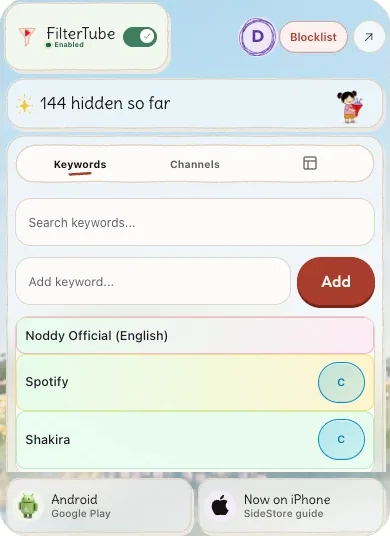 FilterTube
Enabled
D
Blocklist
144 hidden so far
Keywords
Channels
Search keywords...
Add keyword...
Add
Noddy Official (English)
Spotify
C
Shakira
C
Android
Google Play
Now on iPhone
SideStore guide